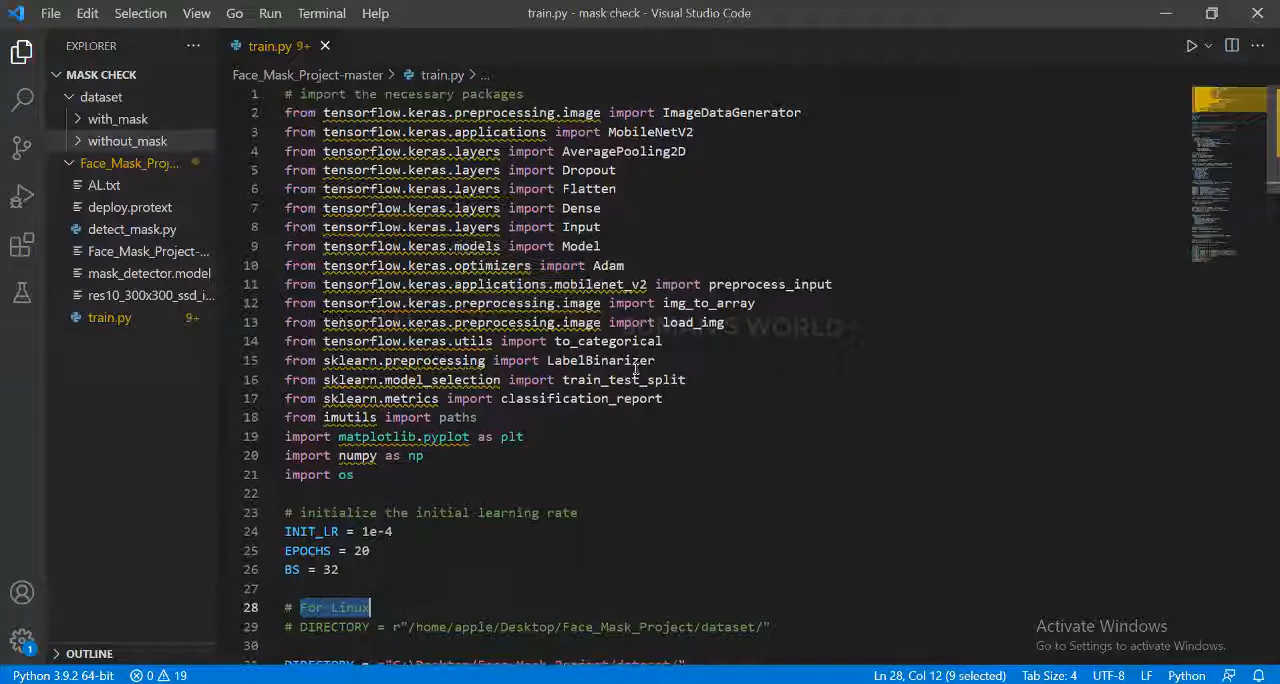 File Edit Selection View Go Run Terminal Help
train.py - mask check - Visual Studio Code
EXPLORER
MASK CHECK
dataset
with_mask
without_mask
Face_Mask_Proj...
AL.txt
deploy.protext
detect_mask.py
Face_Mask_Project-...
mask_detector.model
res10_300x300_ssd_i...
train.py 9+
OUTLINE
train.py 9+
Face_Mask_Project-master > train.py > ...
1 # import the necessary packages
2 from tensorflow.keras.preprocessing.image import ImageDataGenerator
3 from tensorflow.keras.applications import MobileNetV2
4 from tensorflow.keras.layers import AveragePooling2D
5 from tensorflow.keras.layers import Dropout
6 from tensorflow.keras.layers import Flatten
7 from tensorflow.keras.layers import Dense
8 from tensorflow.keras.layers import Input
9 from tensorflow.keras.models import Model
10 from tensorflow.keras.optimizers import Adam
11 from tensorflow.keras.applications.mobilenet_v2 import preprocess_input
12 from tensorflow.keras.preprocessing.image import img_to_array
13 from tensorflow.keras.preprocessing.image import load_img
14 from tensorflow.keras.utils import to_categorical
15 from sklearn.preprocessing import LabelBinarizer
16 from sklearn.model_selection import train_test_split
17 from sklearn.metrics import classification_report
18 from imutils import paths
19 import matplotlib.pyplot as plt
20 import numpy as np
21 import os
22
23 # initialize the initial learning rate
24 INIT_LR = 1e-4
25 EPOCHS = 20
26 BS = 32
27
28 # For Linux
29 # DIRECTORY = r"/home/apple/Desktop/Face_Mask_Project/dataset/"
30
WORLD
Activate Windows
Go to Settings to activate Windows.
1
Python 3.9.2 64-bit 0 19
Ln 28, Col 12 (9 selected) Tab Size: 4 UTF-8 LF Python